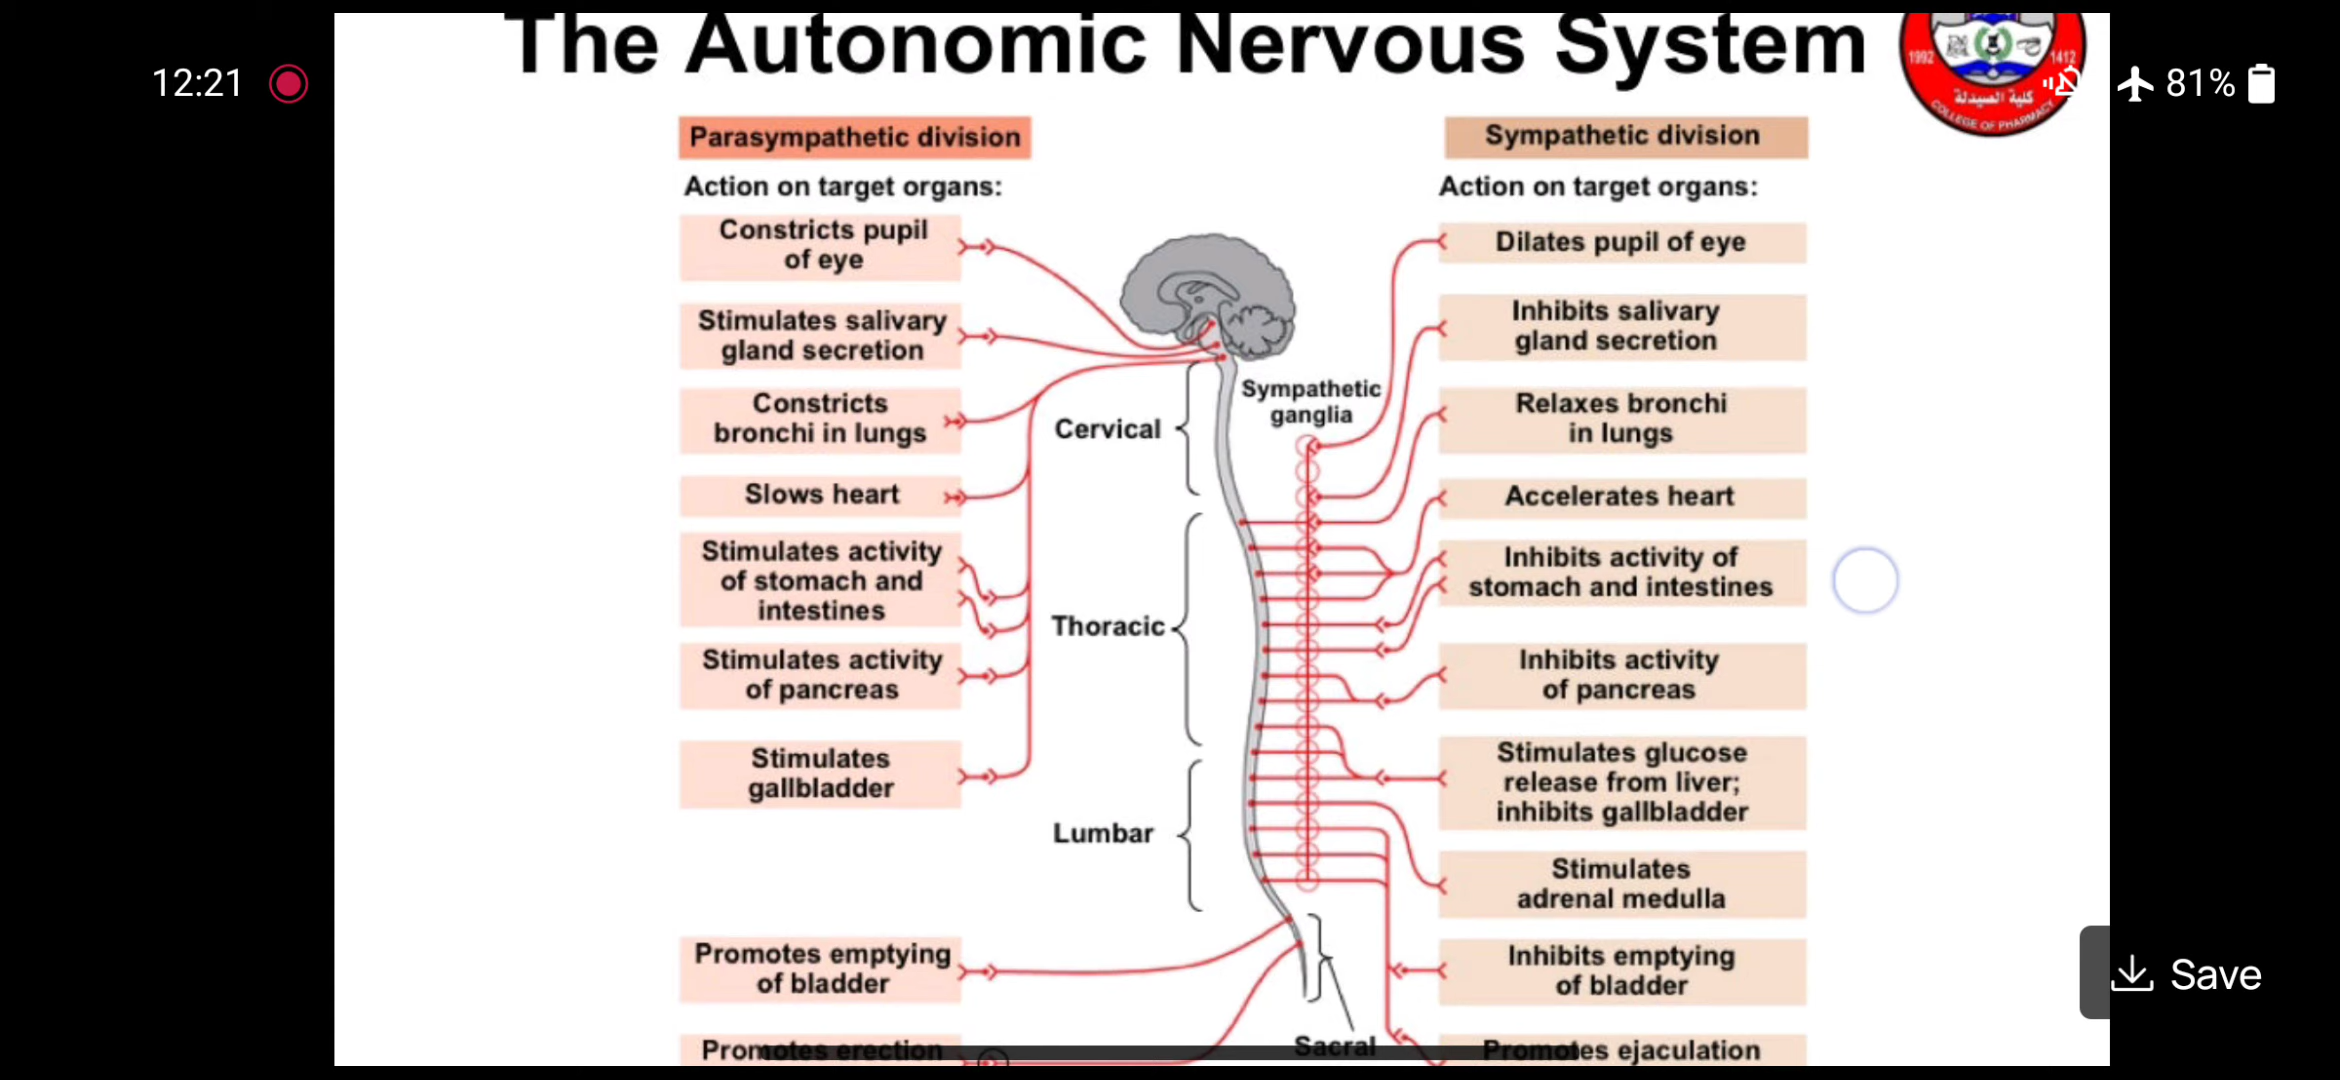 The Autonomic Nervous System
12:21
81%
1992
1412
كلية الصيدلة
COLLEGE OF PHARMACY
Parasympathetic division
Action on target organs:
Constricts pupil
of eye
Stimulates salivary
gland secretion
Constricts
bronchi in lungs
Slows heart
Stimulates activity
of stomach and
intestines
Stimulates activity
of pancreas
Stimulates
gallbladder
Promotes emptying
of bladder
Promotes erection
Cervical
Thoracic
Lumbar
Sacral
Sympathetic
ganglia
Sympathetic division
Action on target organs:
Dilates pupil of eye
Inhibits salivary
gland secretion
Relaxes bronchi
in lungs
Accelerates heart
Inhibits activity of
stomach and intestines
Inhibits activity
of pancreas
Stimulates glucose
release from liver;
inhibits gallbladder
Stimulates
adrenal medulla
Inhibits emptying
of bladder
Promotes ejaculation
Save